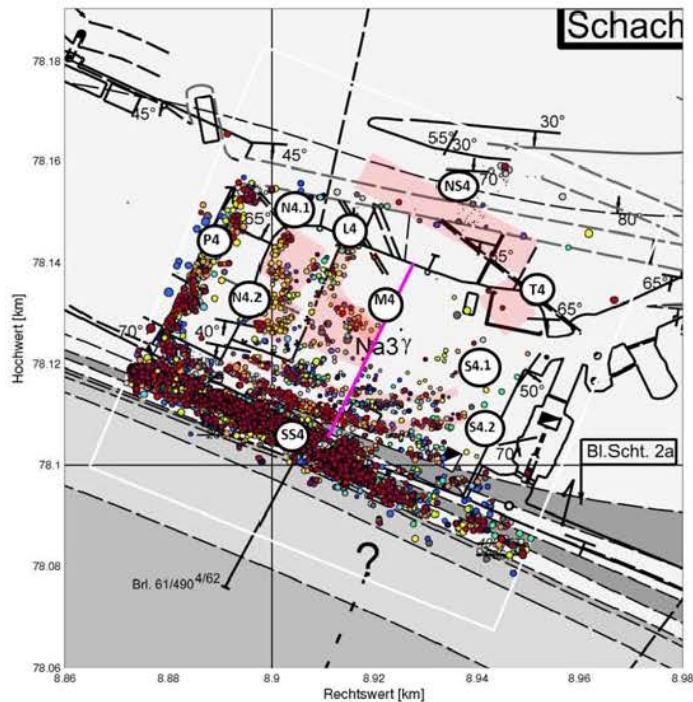 Schach
78.18
45°
30°
55°
30°
45°
78.16
70°
NS4
80°
N4.1
65°
L4
P4
65°
78.14
T4
65°
N4.2
M4
65°
40°
70°
Na3γ
78.12
S4.1
50°
S4.2
SS4
70°
Bl.Scht. 2a
78.1
?
78.08
Brl. 61/490 4/62
78.06
8.86
8.88
8.9
8.92
8.94
8.96
8.98
Rechtswert [km]
Hochwert [km]